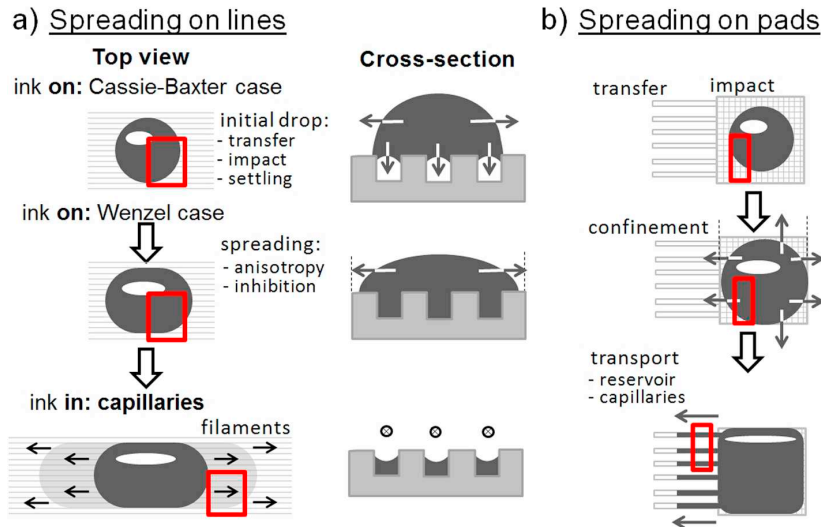 a) Spreading on lines
Top view
Cross-section
ink on: Cassie-Baxter case
initial drop:
- transfer
- impact
- settling
ink on: Wenzel case
spreading:
- anisotropy
- inhibition
ink in: capillaries
filaments
b) Spreading on pads
transfer
impact
confinement
transport
- reservoir
- capillaries